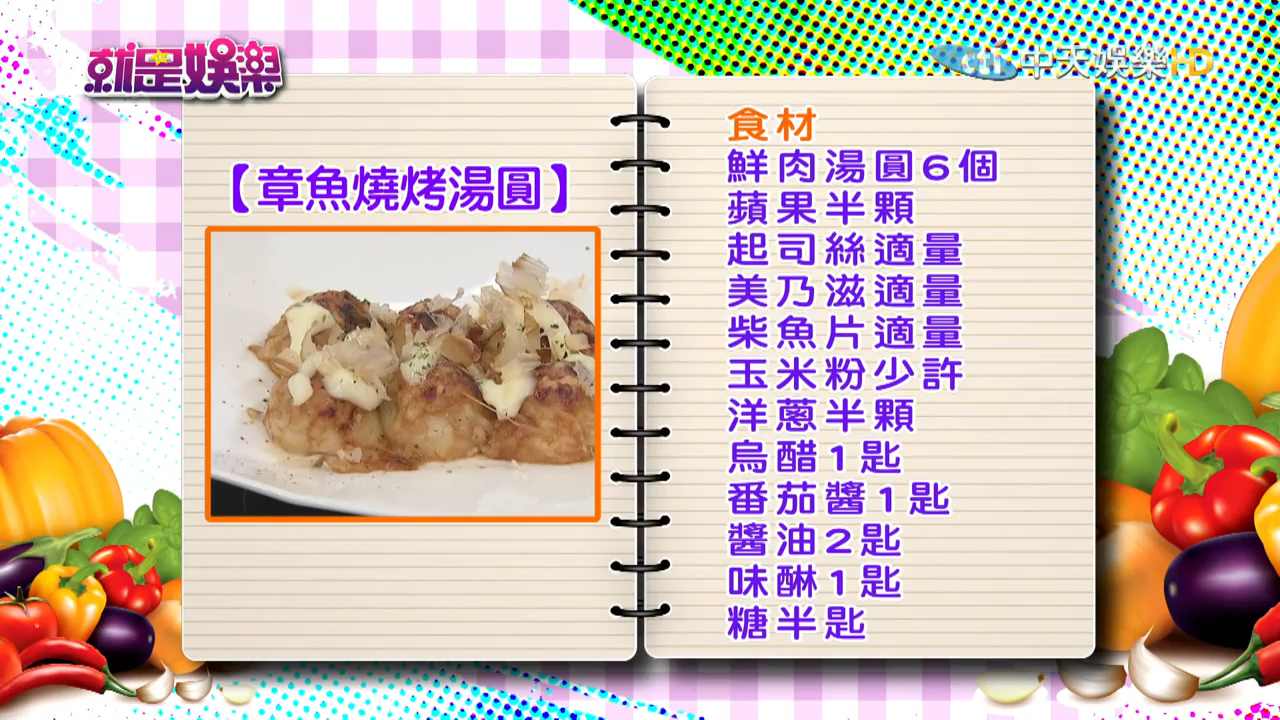 就是娛樂
cti 中天娛樂HD
【章魚燒烤湯圓】
食材
鮮肉湯圓6個
蘋果半顆
起司絲適量
美乃滋適量
柴魚片適量
玉米粉少許
洋蔥半顆
烏醋1匙
番茄醬1匙
醬油2匙
味醂1匙
糖半匙